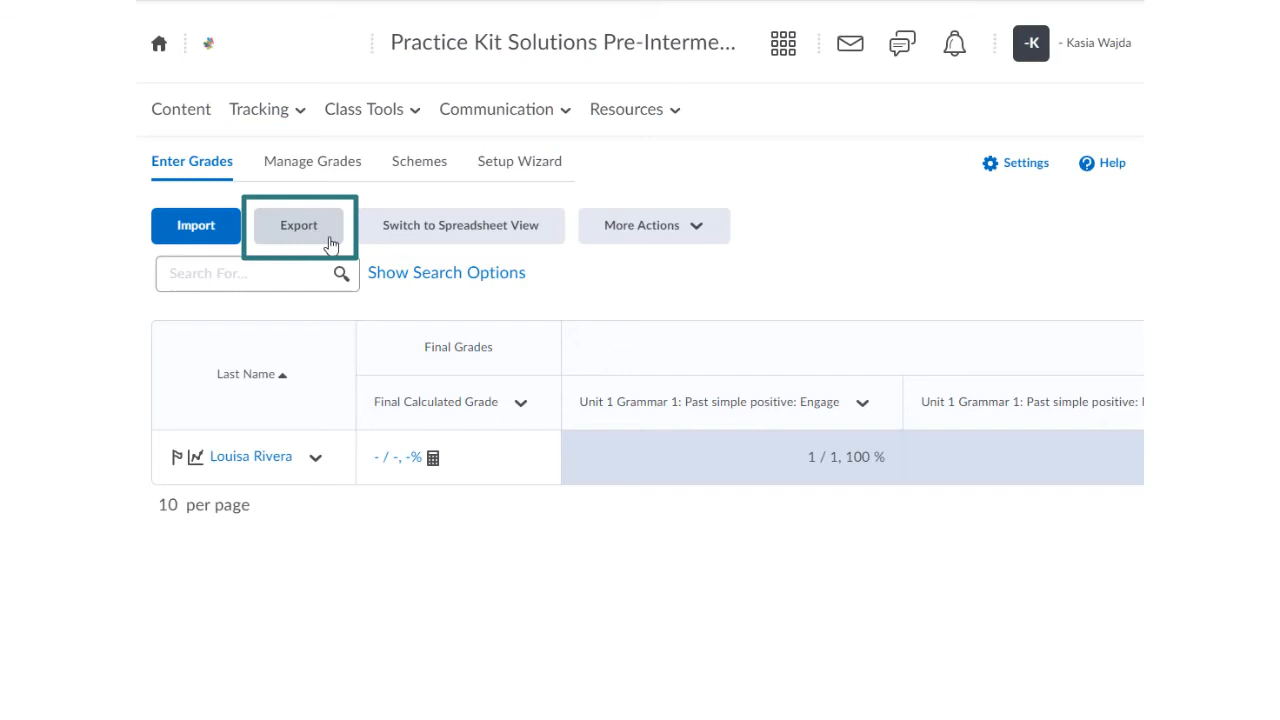 Practice Kit Solutions Pre-Interme...
-K
- Kasia Wajda
Content Tracking Class Tools Communication Resources
Enter Grades Manage Grades Schemes Setup Wizard
Settings Help
Import Export Switch to Spreadsheet View More Actions
Search For... Show Search Options
Final Grades
Last Name
Final Calculated Grade Unit 1 Grammar 1: Past simple positive: Engage Unit 1 Grammar 1: Past simple positive:
Louisa Rivera - / -, -% 1 / 1, 100 %
10 per page